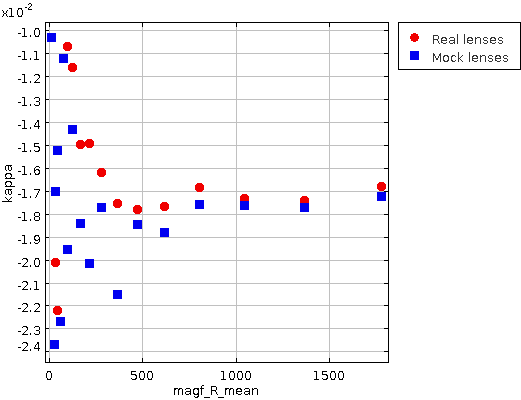 x10⁻²
-1.0
-1.1
-1.2
-1.3
-1.4
-1.5
-1.6
-1.7
-1.8
-1.9
-2.0
-2.1
-2.2
-2.3
-2.4
kappa
0 500 1000 1500
magf_R_mean
Real lenses
Mock lenses